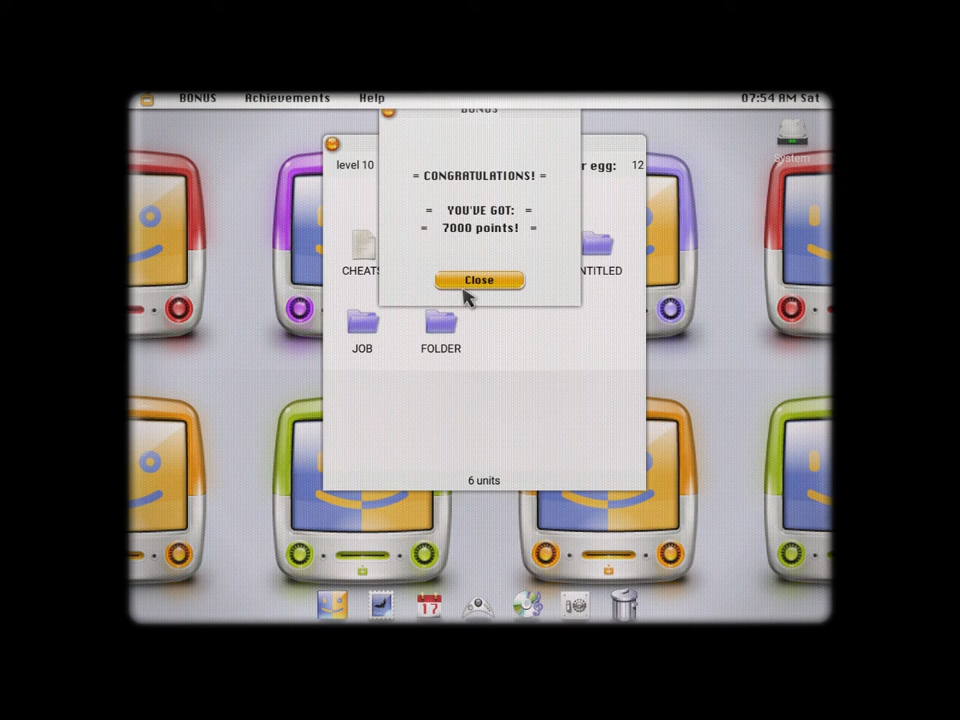 BONUS Achievements Help 07:54 AM Sat
System
BONUS
level 10 r egg: 12
= CONGRATULATIONS! =
= YOU'VE GOT: =
= 7000 points! =
CHEATS NTITLED
Close
JOB FOLDER
6 units
17